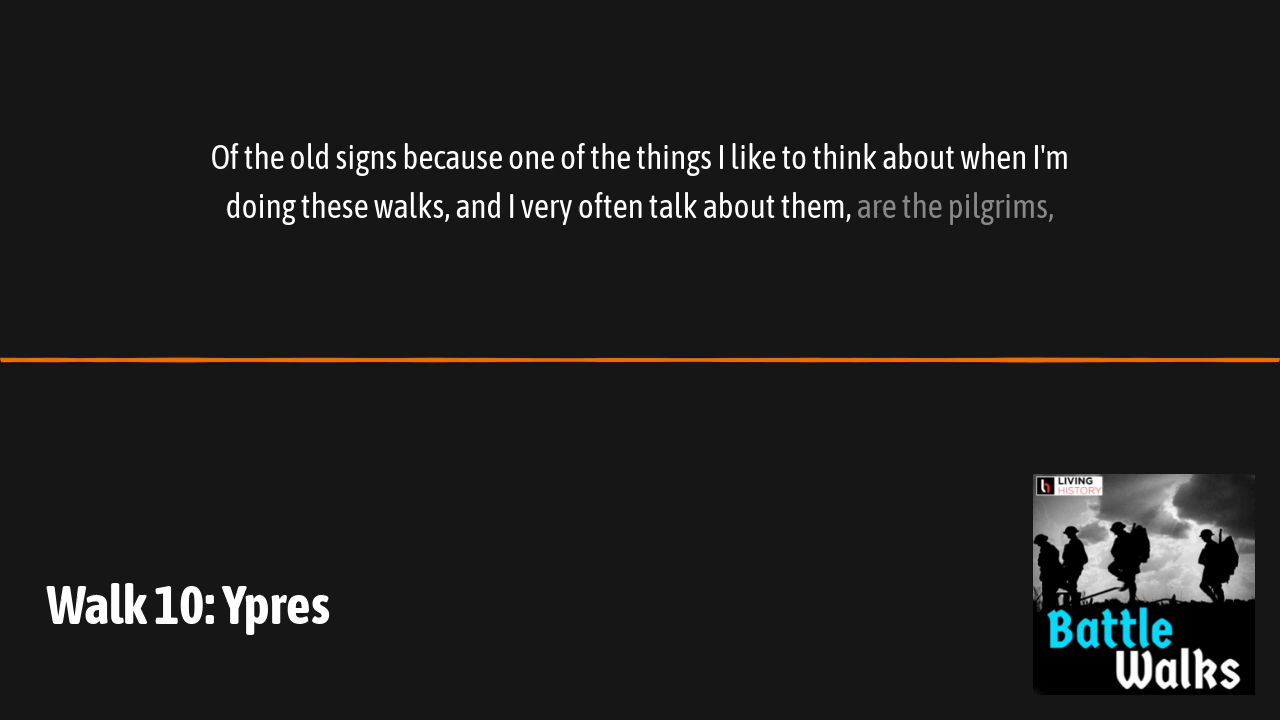 Of the old signs because one of the things I like to think about when I'm
doing these walks, and I very often talk about them, are the pilgrims,
LIVING
HISTORY
Walk 10: Ypres
Battle
Walks